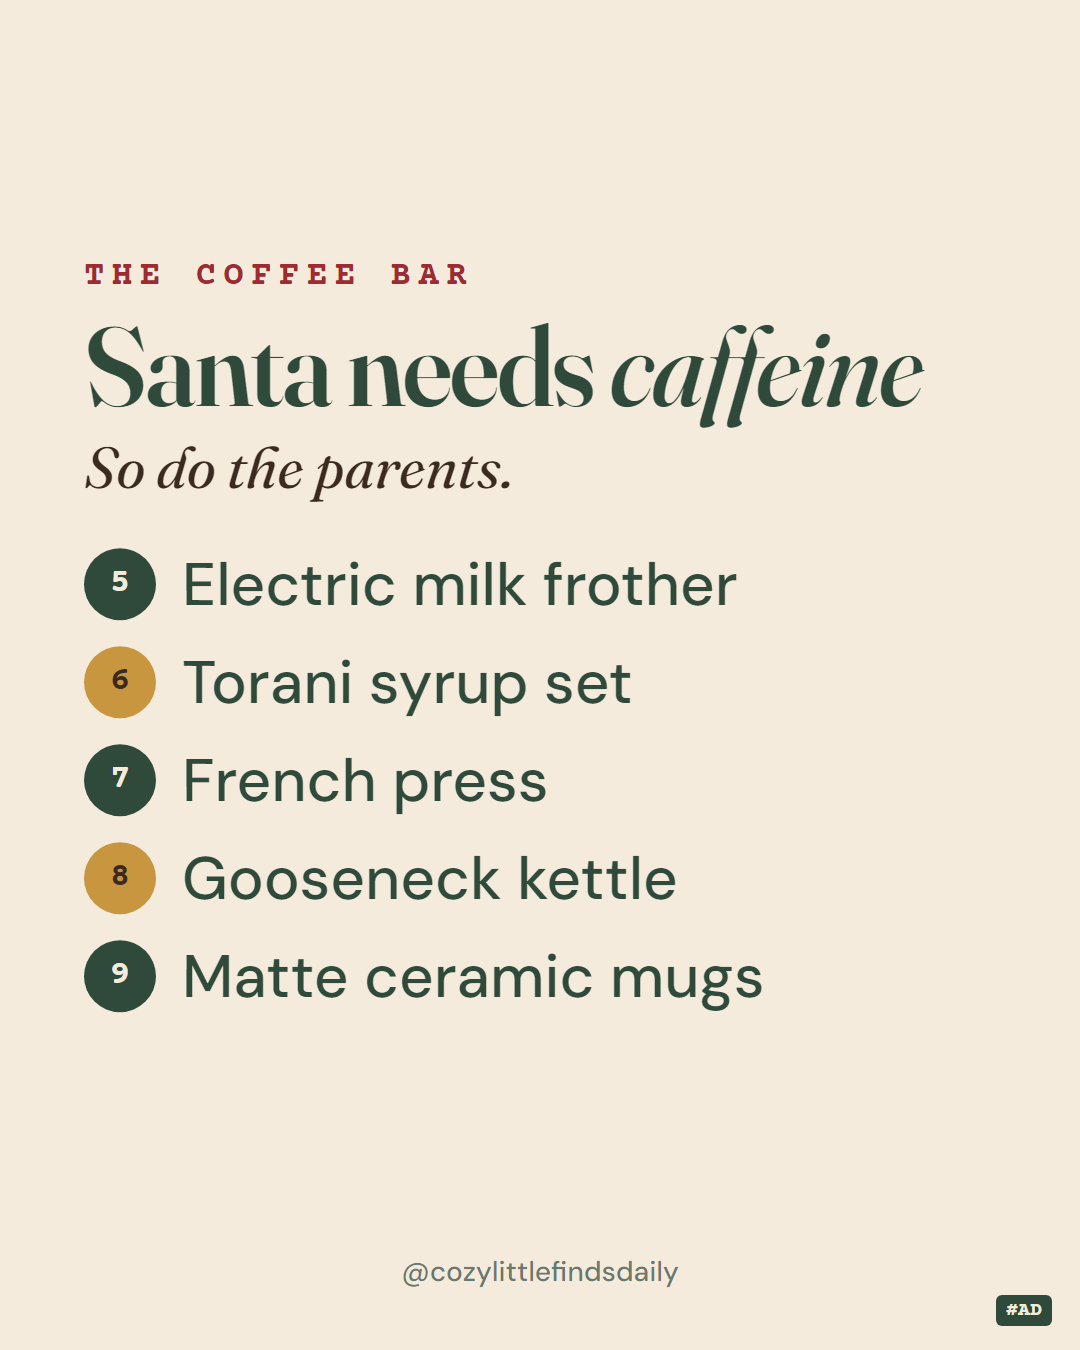 THE COFFEE BAR
Santa needs caffeine
So do the parents.
5 Electric milk frother
6 Torani syrup set
7 French press
8 Gooseneck kettle
9 Matte ceramic mugs
@cozylittlefindsdaily
#AD